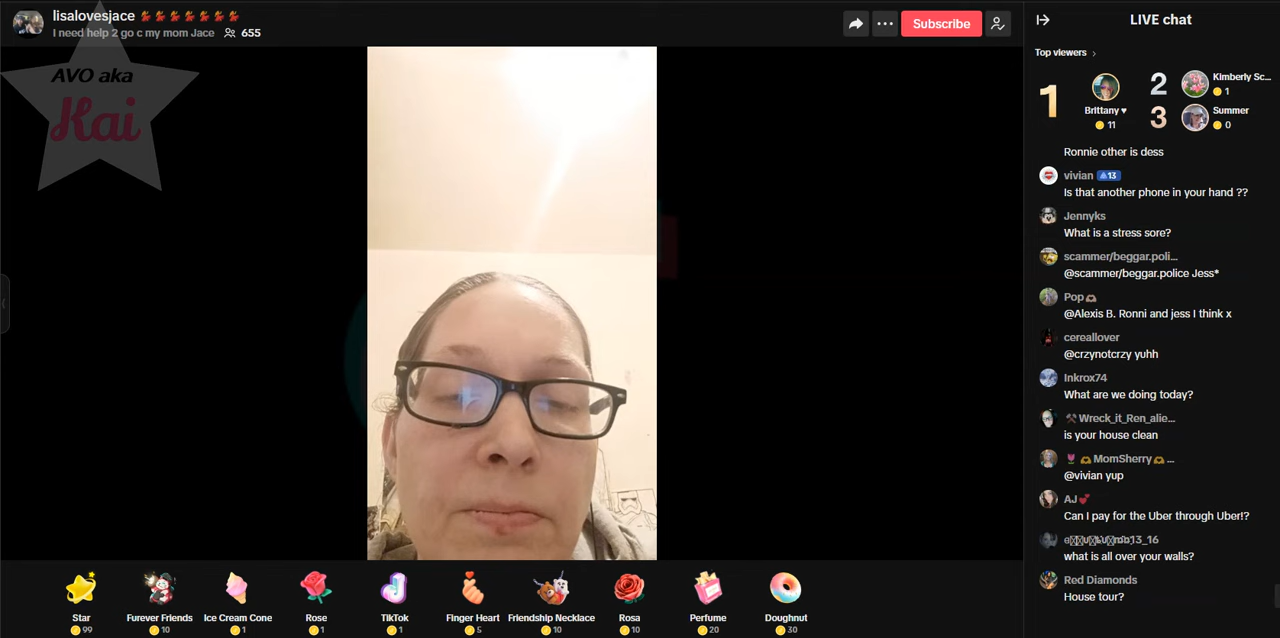 lisalovesjace
I need help 2 go c my mom Jace 655
Subscribe
AVO aka
Kai
LIVE chat
Top viewers
1
Brittany
11
2
Kimberly Sc...
1
3
Summer
0
Ronnie other is dess
vivian 13
Is that another phone in your hand ??
Jennyks
What is a stress sore?
scammer/beggar.poli...
@scammer/beggar.police Jess*
Pop
@Alexis B. Ronni and jess I think x
cereallover
@crzynotcrzy yuhh
Inkrox74
What are we doing today?
Wreck_it_Ren_alie...
is your house clean
MomSherry ...
@vivian yup
AJ
Can I pay for the Uber through Uber!?
13_16
what is all over your walls?
Red Diamonds
House tour?
Star
99
Furever Friends
10
Ice Cream Cone
1
Rose
1
TikTok
1
Finger Heart
5
Friendship Necklace
10
Rosa
10
Perfume
20
Doughnut
30